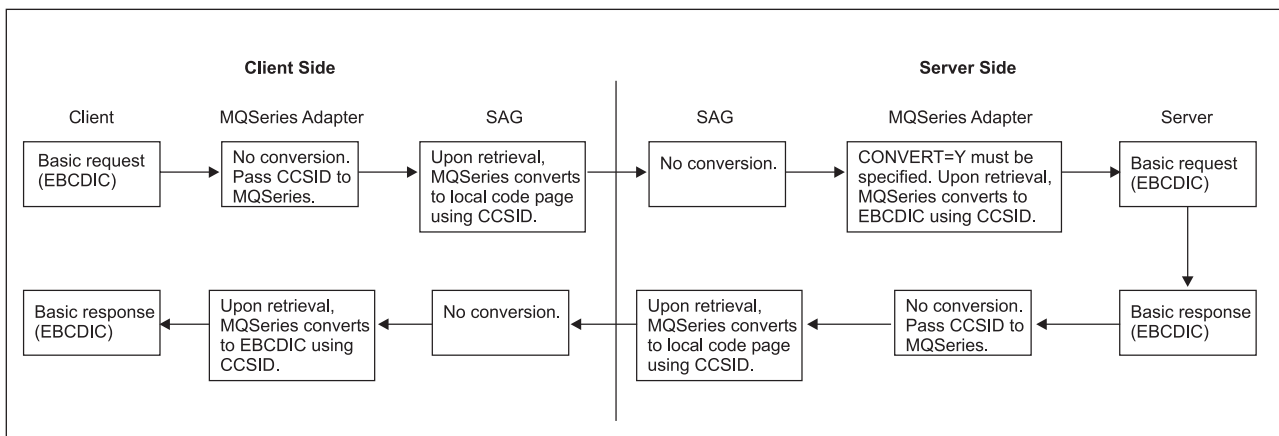 Client Side
Server Side
Client
MQSeries Adapter
SAG
SAG
MQSeries Adapter
Server
Basic request
(EBCDIC)
No conversion.
Pass CCSID to
MQSeries.
Upon retrieval,
MQSeries converts
to local code page
using CCSID.
No conversion.
CONVERT=Y must be
specified. Upon retrieval,
MQSeries converts to
EBCDIC using CCSID.
Basic request
(EBCDIC)
Basic response
(EBCDIC)
Upon retrieval,
MQSeries converts
to EBCDIC using
CCSID.
No conversion.
Upon retrieval,
MQSeries converts
to local code page
using CCSID.
No conversion.
Pass CCSID to
MQSeries.
Basic response
(EBCDIC)